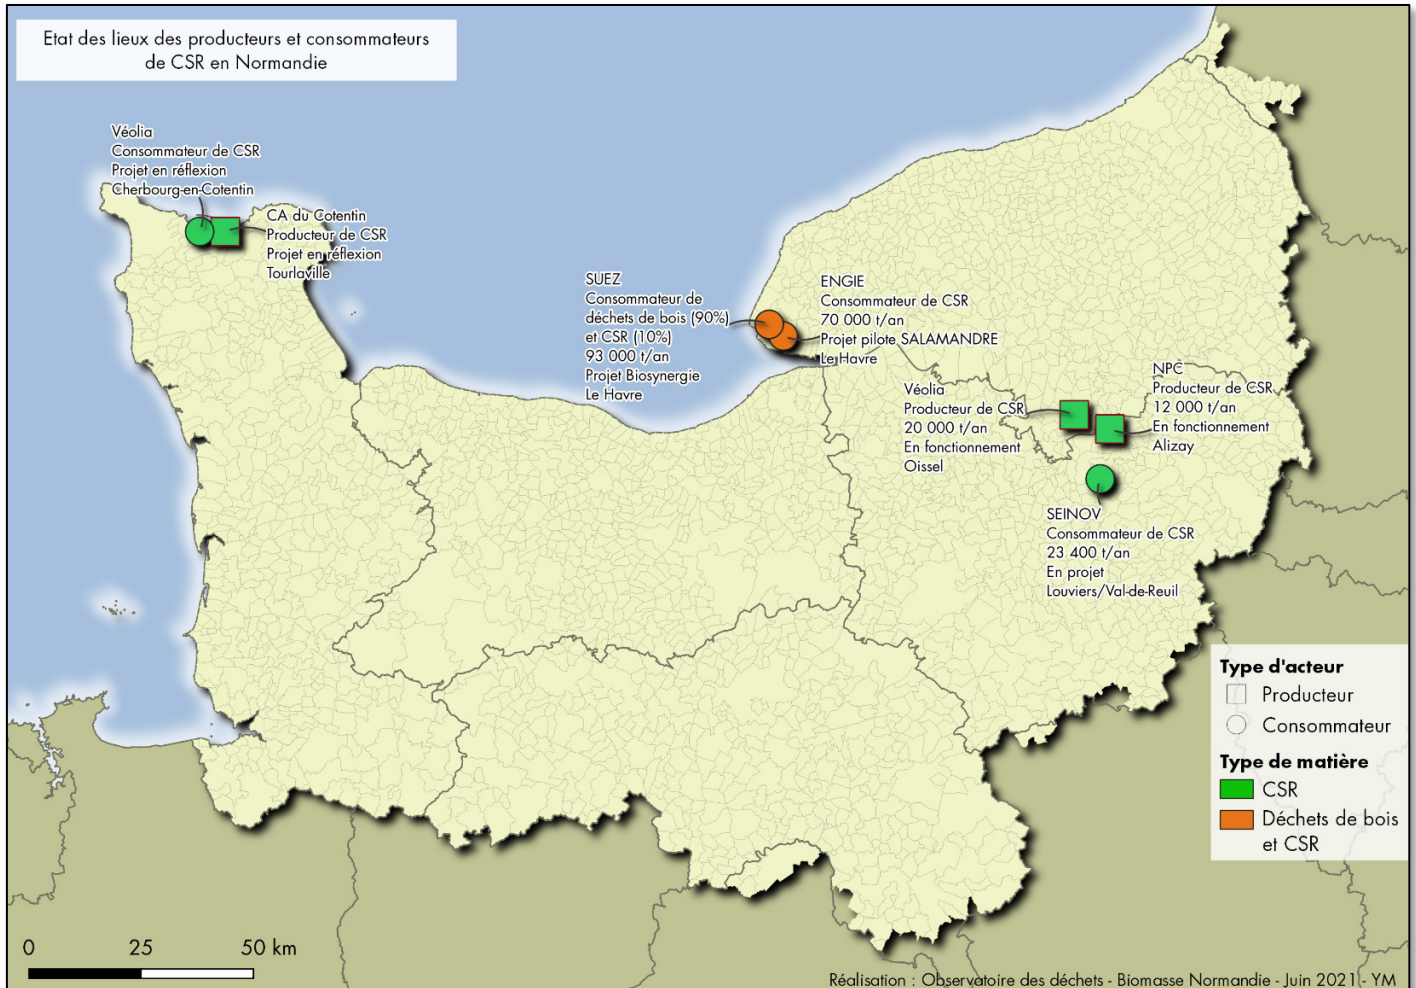 Etat des lieux des producteurs et consommateurs
de CSR en Normandie
Véolia
Consommateur de CSR
Projet en réflexion
Cherbourg-en-Cotentin
CA du Cotentin
Producteur de CSR
Projet en réflexion
Tourlaville
SUEZ
Consommateur de
déchets de bois (90%)
et CSR (10%)
93 000 t/an
Projet Biosynergie
Le Havre
ENGIE
Consommateur de CSR
70 000 t/an
Projet pilote SALAMANDRE
Le Havre
Véolia
Producteur de CSR
20 000 t/an
En fonctionnement
Oissel
NPC
Producteur de CSR
12 000 t/an
En fonctionnement
Alizay
SEINOV
Consommateur de CSR
23 400 t/an
En projet
Louviers/Val-de-Reuil
Type d'acteur
Producteur
Consommateur
Type de matière
CSR
Déchets de bois
et CSR
0 25 50 km
Réalisation : Observatoire des déchets - Biomasse Normandie - Juin 2021 - YM